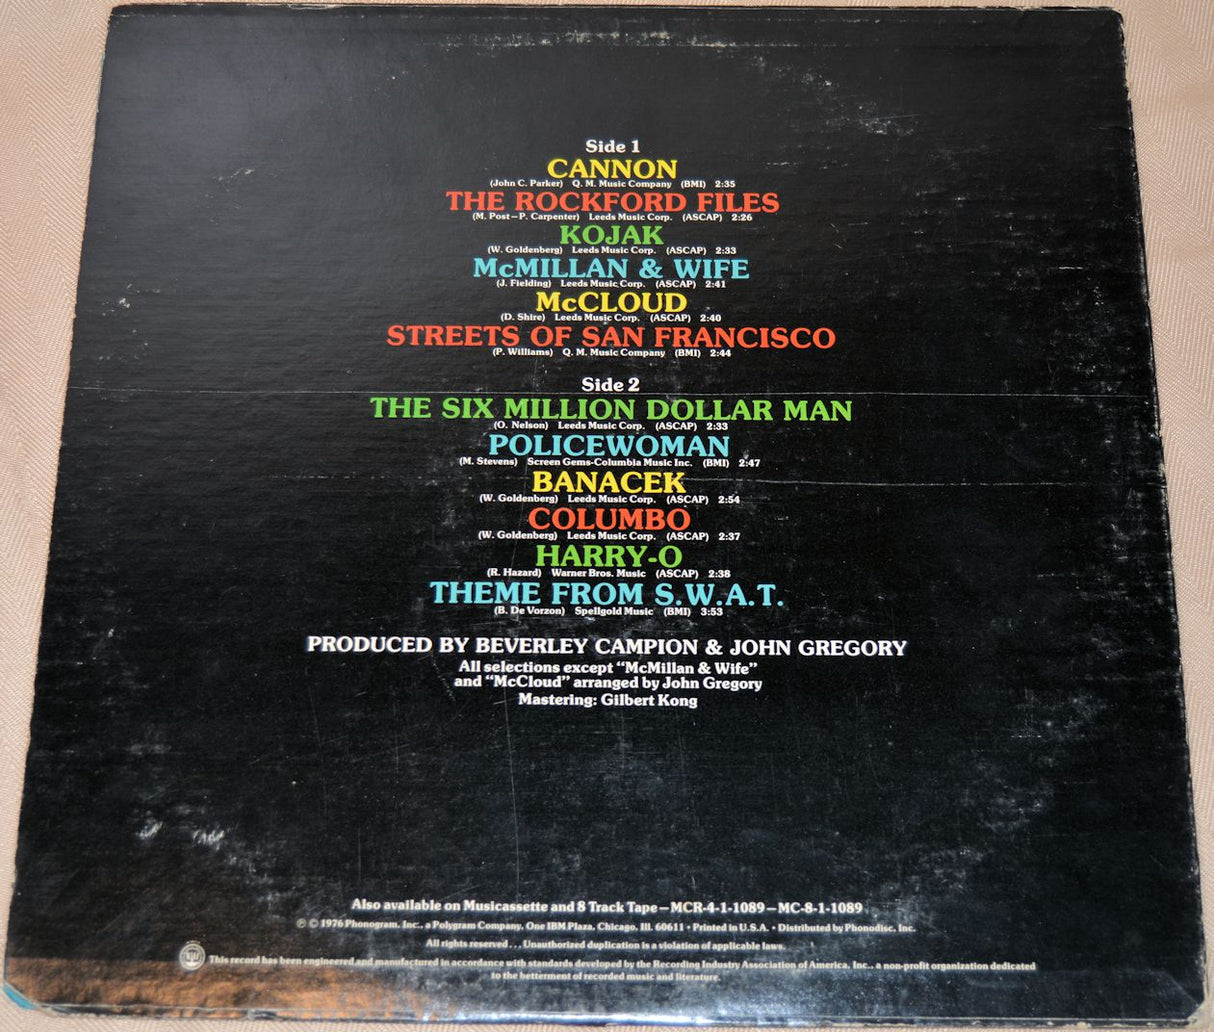 Side 1
CANNON
(John C. Parker) Q. M. Music Company (BMI) 2:35
THE ROCKFORD FILES
(M. Post–P. Carpenter) Leeds Music Corp. (ASCAP) 2:26
KOJAK
(W. Goldenberg) Leeds Music Corp. (ASCAP) 2:33
McMILLAN & WIFE
(J. Fielding) Leeds Music Corp. (ASCAP) 2:41
McCLOUD
(D. Shire) Leeds Music Corp. (ASCAP) 2:40
STREETS OF SAN FRANCISCO
(P. Williams) Q. M. Music Company (BMI) 2:44
Side 2
THE SIX MILLION DOLLAR MAN
(O. Nelson) Leeds Music Corp. (ASCAP) 2:33
POLICEWOMAN
(M. Stevens) Screen Gems-Columbia Music Inc. (BMI) 2:47
BANACEK
(W. Goldenberg) Leeds Music Corp. (ASCAP) 2:54
COLUMBO
(W. Goldenberg) Leeds Music Corp. (ASCAP) 2:37
HARRY-O
(R. Hazard) Warner Bros. Music (ASCAP) 2:38
THEME FROM S.W.A.T.
(B. De Vorzon) Spellgold Music (BMI) 3:53
PRODUCED BY BEVERLEY CAMPION & JOHN GREGORY
All selections except "McMillan & Wife"
and "McCloud" arranged by John Gregory
Mastering: Gilbert Kong
Also available on Musicassette and 8 Track Tape—MCR-4-1-1089—MC-8-1-1089
℗ © 1976 Phonogram, Inc., a Polygram Company, One IBM Plaza, Chicago, Ill. 60611 • Printed in U.S.A. • Distributed by Phonodisc, Inc.
All rights reserved... Unauthorized duplication is a violation of applicable laws.
This record has been engineered and manufactured in accordance with standards developed by the Recording Industry Association of America, Inc., a non-profit organization dedicated
to the betterment of recorded music and literature.